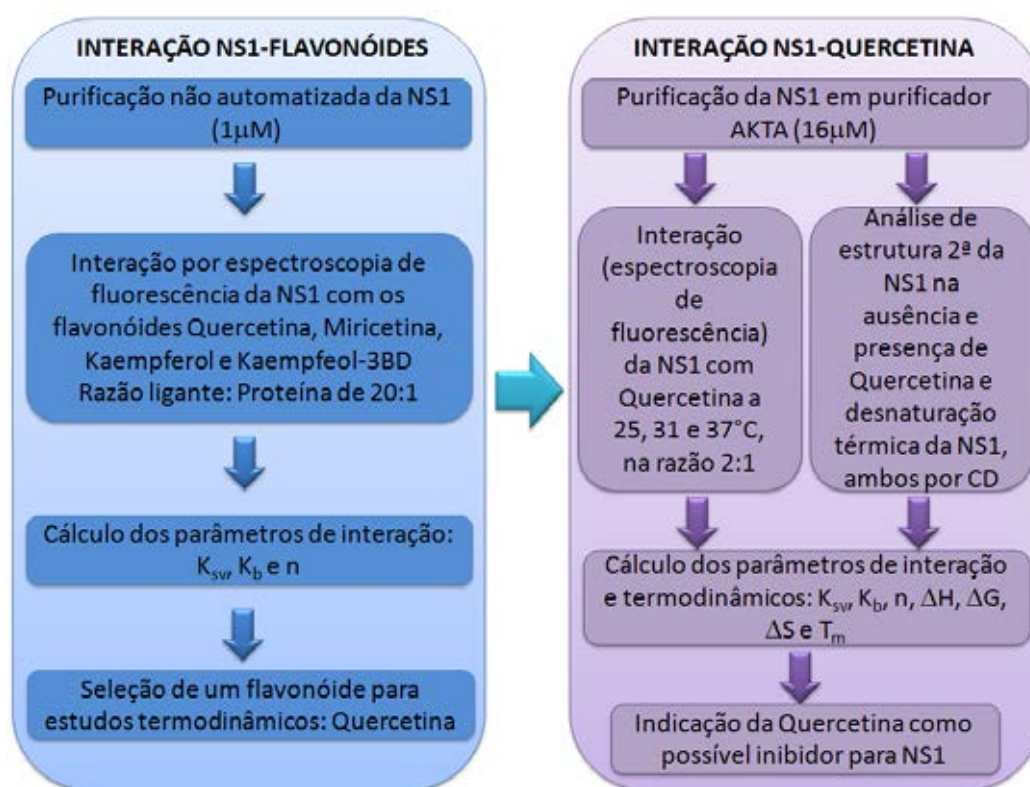 INTERAÇÃO NS1-FLAVONÓIDES
Purificação não automatizada da NS1
(1µM)
Interação por espectroscopia de
fluorescência da NS1 com os
flavonóides Quercetina, Miricetina,
Kaempferol e Kaempfeol-3BD
Razão ligante: Proteína de 20:1
Cálculo dos parâmetros de interação:
Ksv, Kb e n
Seleção de um flavonóide para
estudos termodinâmicos: Quercetina
INTERAÇÃO NS1-QUERCETINA
Purificação da NS1 em purificador
AKTA (16µM)
Interação
(espectroscopia
de
fluorescência)
da NS1 com
Quercetina a
25, 31 e 37°C,
na razão 2:1
Análise de
estrutura 2ª da
NS1 na
ausência e
presença de
Quercetina e
desnaturação
térmica da NS1,
ambos por CD
Cálculo dos parâmetros de interação
e termodinâmicos: Ksv, Kb, n, ΔH, ΔG,
ΔS e Tm
Indicação da Quercetina como
possível inibidor para NS1